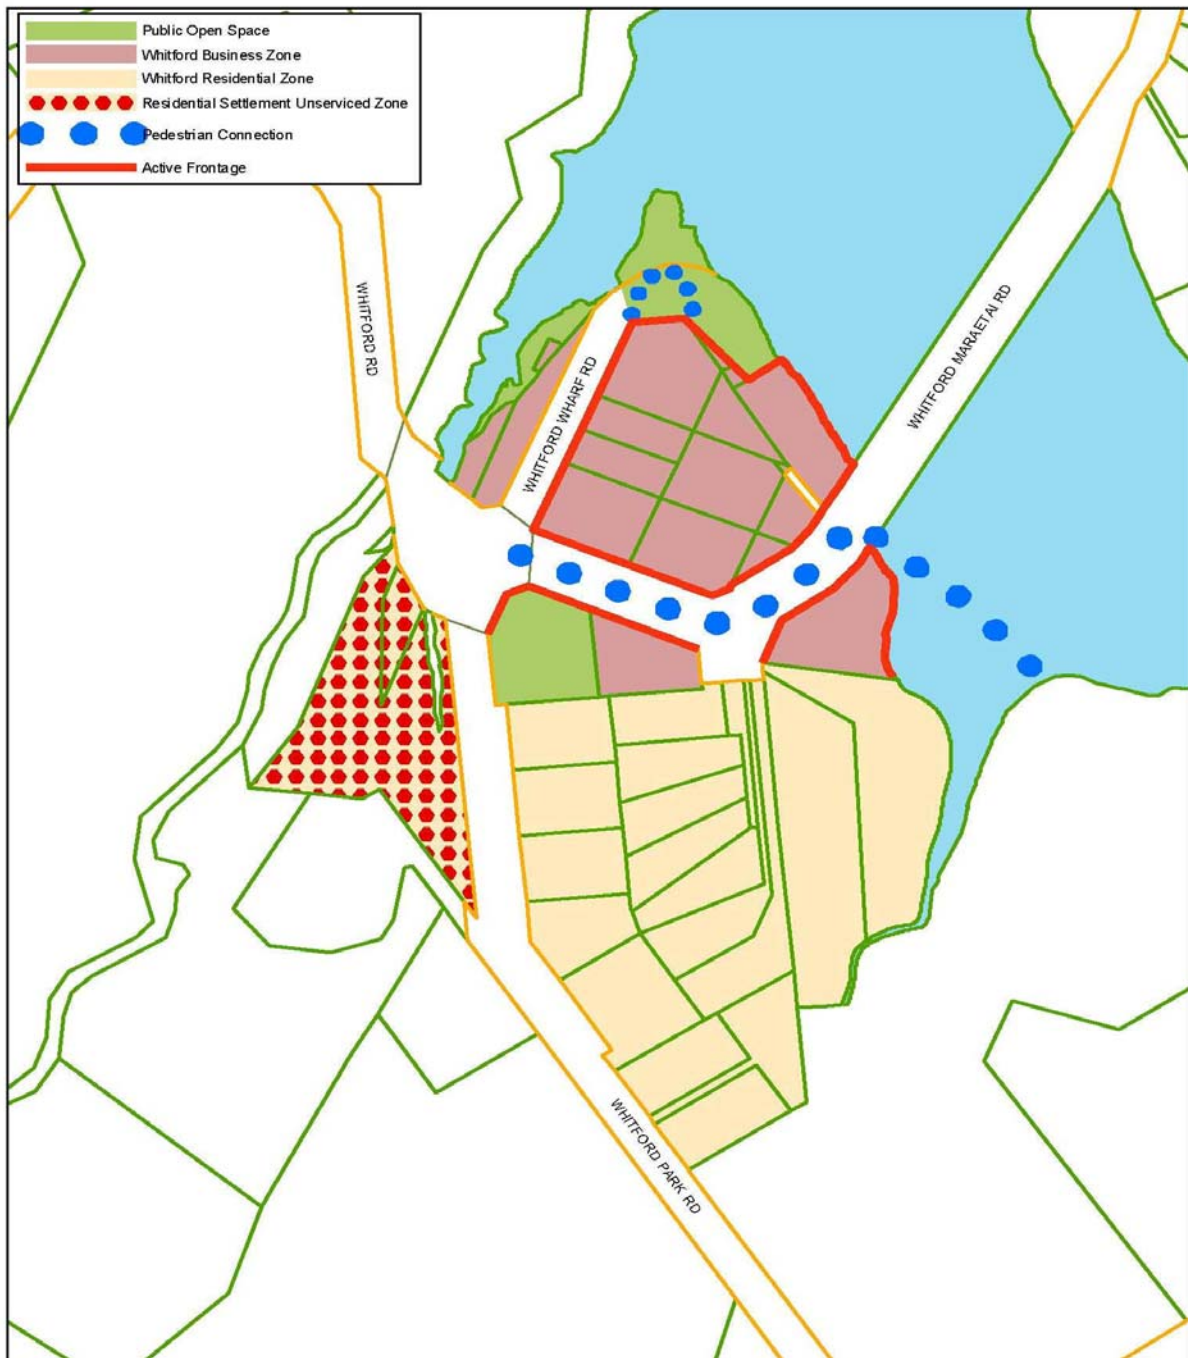 Public Open Space
Whitford Business Zone
Whitford Residential Zone
Residential Settlement Unserviced Zone
Pedestrian Connection
Active Frontage
WHITFORD RD
WHITFORD WHARF RD
WHITFORD MARAETAI RD
WHITFORD PARK RD